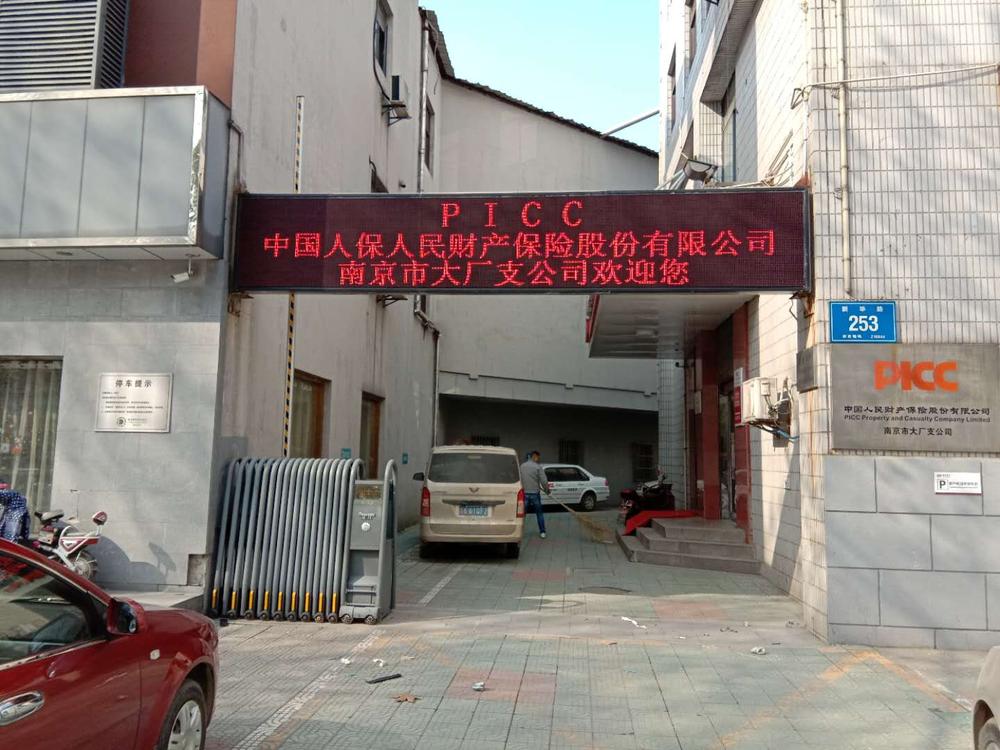 PICC
中国人保人民财产保险股份有限公司
南京市大厂支公司欢迎您
新华路
253
PICC
中国人民财产保险股份有限公司
PICC Property and Casualty Company Limited
南京市大厂支公司
停车提示
P